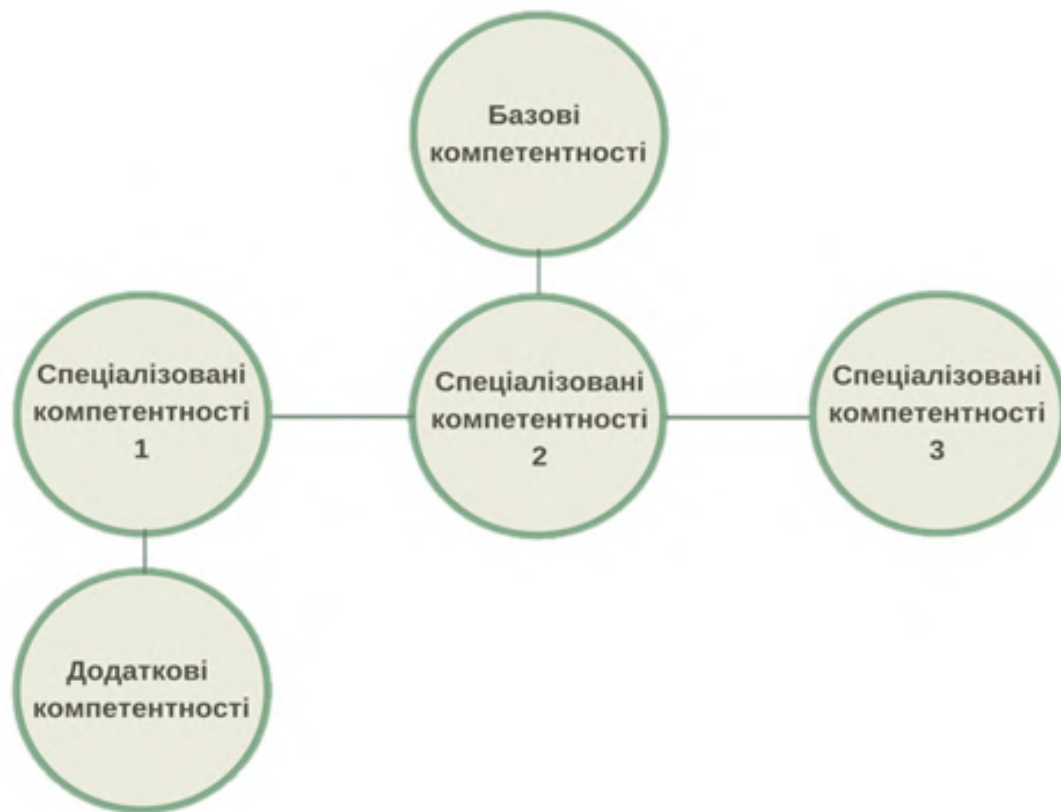 Базові
компетентності
Спеціалізовані
компетентності
1
Спеціалізовані
компетентності
2
Спеціалізовані
компетентності
3
Додаткові
компетентності